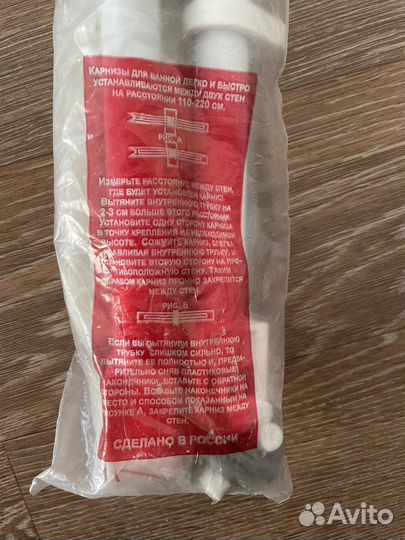 КАРНИЗЫ ДЛЯ ВАННОЙ ЛЕГКО И БЫСТРО
УСТАНАВЛИВАЮТСЯ МЕЖДУ ДВУХ СТЕН
НА РАССТОЯНИИ 110-220 СМ.
РИС. А
ИЗМЕРЬТЕ РАССТОЯНИЕ МЕЖДУ СТЕН,
ГДЕ БУДЕТ УСТАНОВЛЕН КАРНИЗ.
ВЫТЯНИТЕ ВНУТРЕННЮЮ ТРУБКУ НА
2-3 СМ БОЛЬШЕ ЭТОГО РАССТОЯНИЯ.
УСТАНОВИТЕ ОДНУ СТОРОНУ КАРНИЗА
В ТОЧКУ КРЕПЛЕНИЯ НА НЕОБХОДИМОЙ
ВЫСОТЕ. СОЖМИТЕ КАРНИЗ, СЛЕГКА
АВЛИВАЯ ВНУТРЕННЮЮ ТРУБКУ, И
ТАНОВИТЕ ВТОРУЮ СТОРОНУ НА ПРО-
ТИВОПОЛОЖНУЮ СТЕНУ. ТАКИМ
ОБРАЗОМ КАРНИЗ ПРОЧНО ЗАКРЕПИТСЯ
МЕЖДУ СТЕН.
РИС. Б
ЕСЛИ ВЫ ВЫТЯНУЛИ ВНУТРЕННЮЮ
ТРУБКУ СЛИШКОМ СИЛЬНО, ТО
ВЫТЯНИТЕ ЕЕ ПОЛНОСТЬЮ И, ПРЕДВА-
РИТЕЛЬНО СНЯВ ПЛАСТИКОВЫЕ
НАКОНЕЧНИКИ, ВСТАВЬТЕ С ОБРАТНОЙ
СТОРОНЫ. ВСТАВЬТЕ НАКОНЕЧНИКИ НА
МЕСТО И СПОСОБОМ ПОКАЗАННЫМ НА
РИСУНКЕ А, ЗАКРЕПИТЕ КАРНИЗ МЕЖДУ
СТЕН.
СДЕЛАНО В РОССИИ
Avito